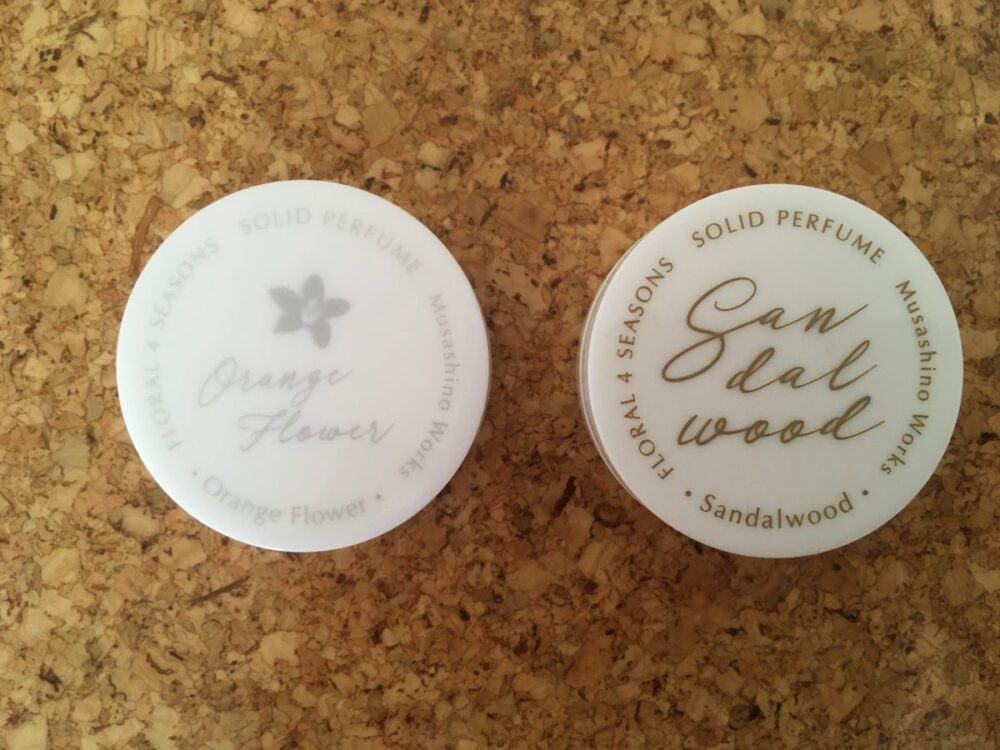 FLORAL 4 SEASONS SOLID PERFUME Musashino Works
Orange
Flower
• Orange Flower •
FLORAL 4 SEASONS SOLID PERFUME Musashino Works
San
dal
wood
• Sandalwood •